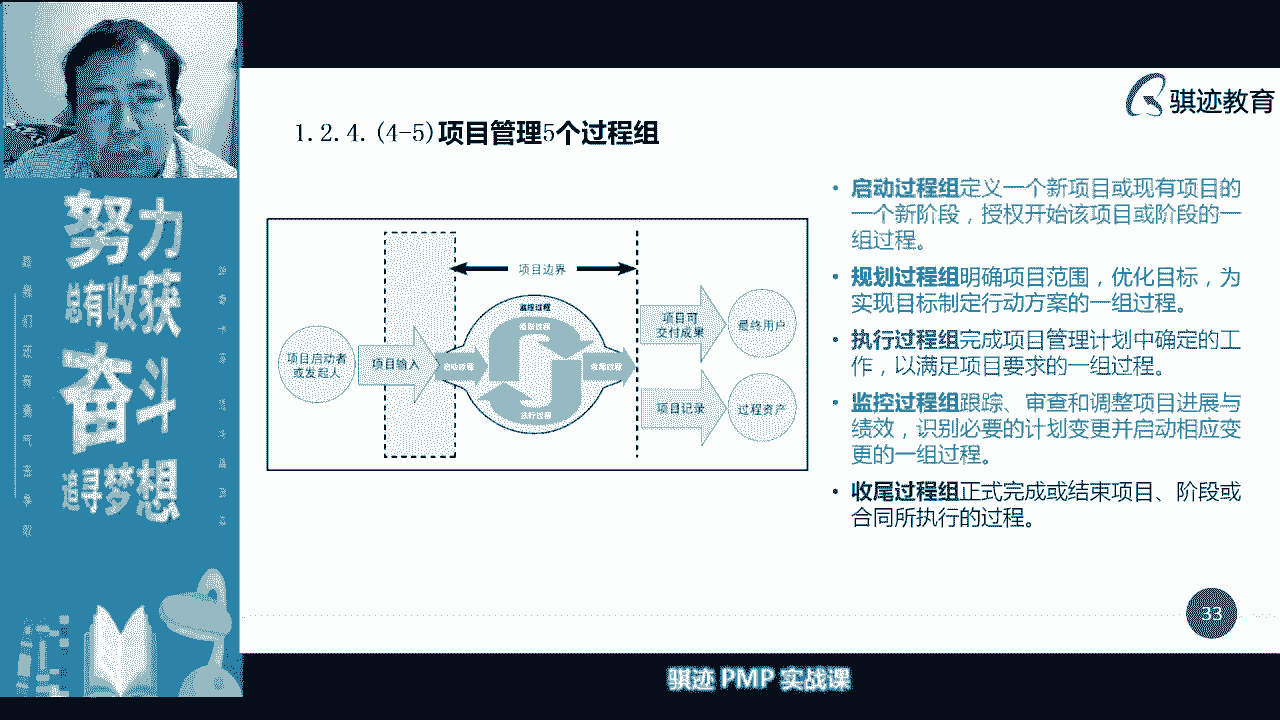 骐迹教育
1.2.4.(4-5)项目管理5个过程组
努力
总有收获
奋斗
追寻梦想
项目边界
监控过程
规划过程
项目启动者
或发起人
项目输入
启动过程
收尾过程
执行过程
项目可
交付成果
最终用户
项目记录
过程资产
• 启动过程组定义一个新项目或现有项目的
一个新阶段，授权开始该项目或阶段的一
组过程。
• 规划过程组明确项目范围，优化目标，为
实现目标制定行动方案的一组过程。
• 执行过程组完成项目管理计划中确定的工
作，以满足项目要求的一组过程。
• 监控过程组跟踪、审查和调整项目进展与
绩效，识别必要的计划变更并启动相应变
更的一组过程。
• 收尾过程组正式完成或结束项目、阶段或
合同所执行的过程。
33
骐迹 PMP 实战课